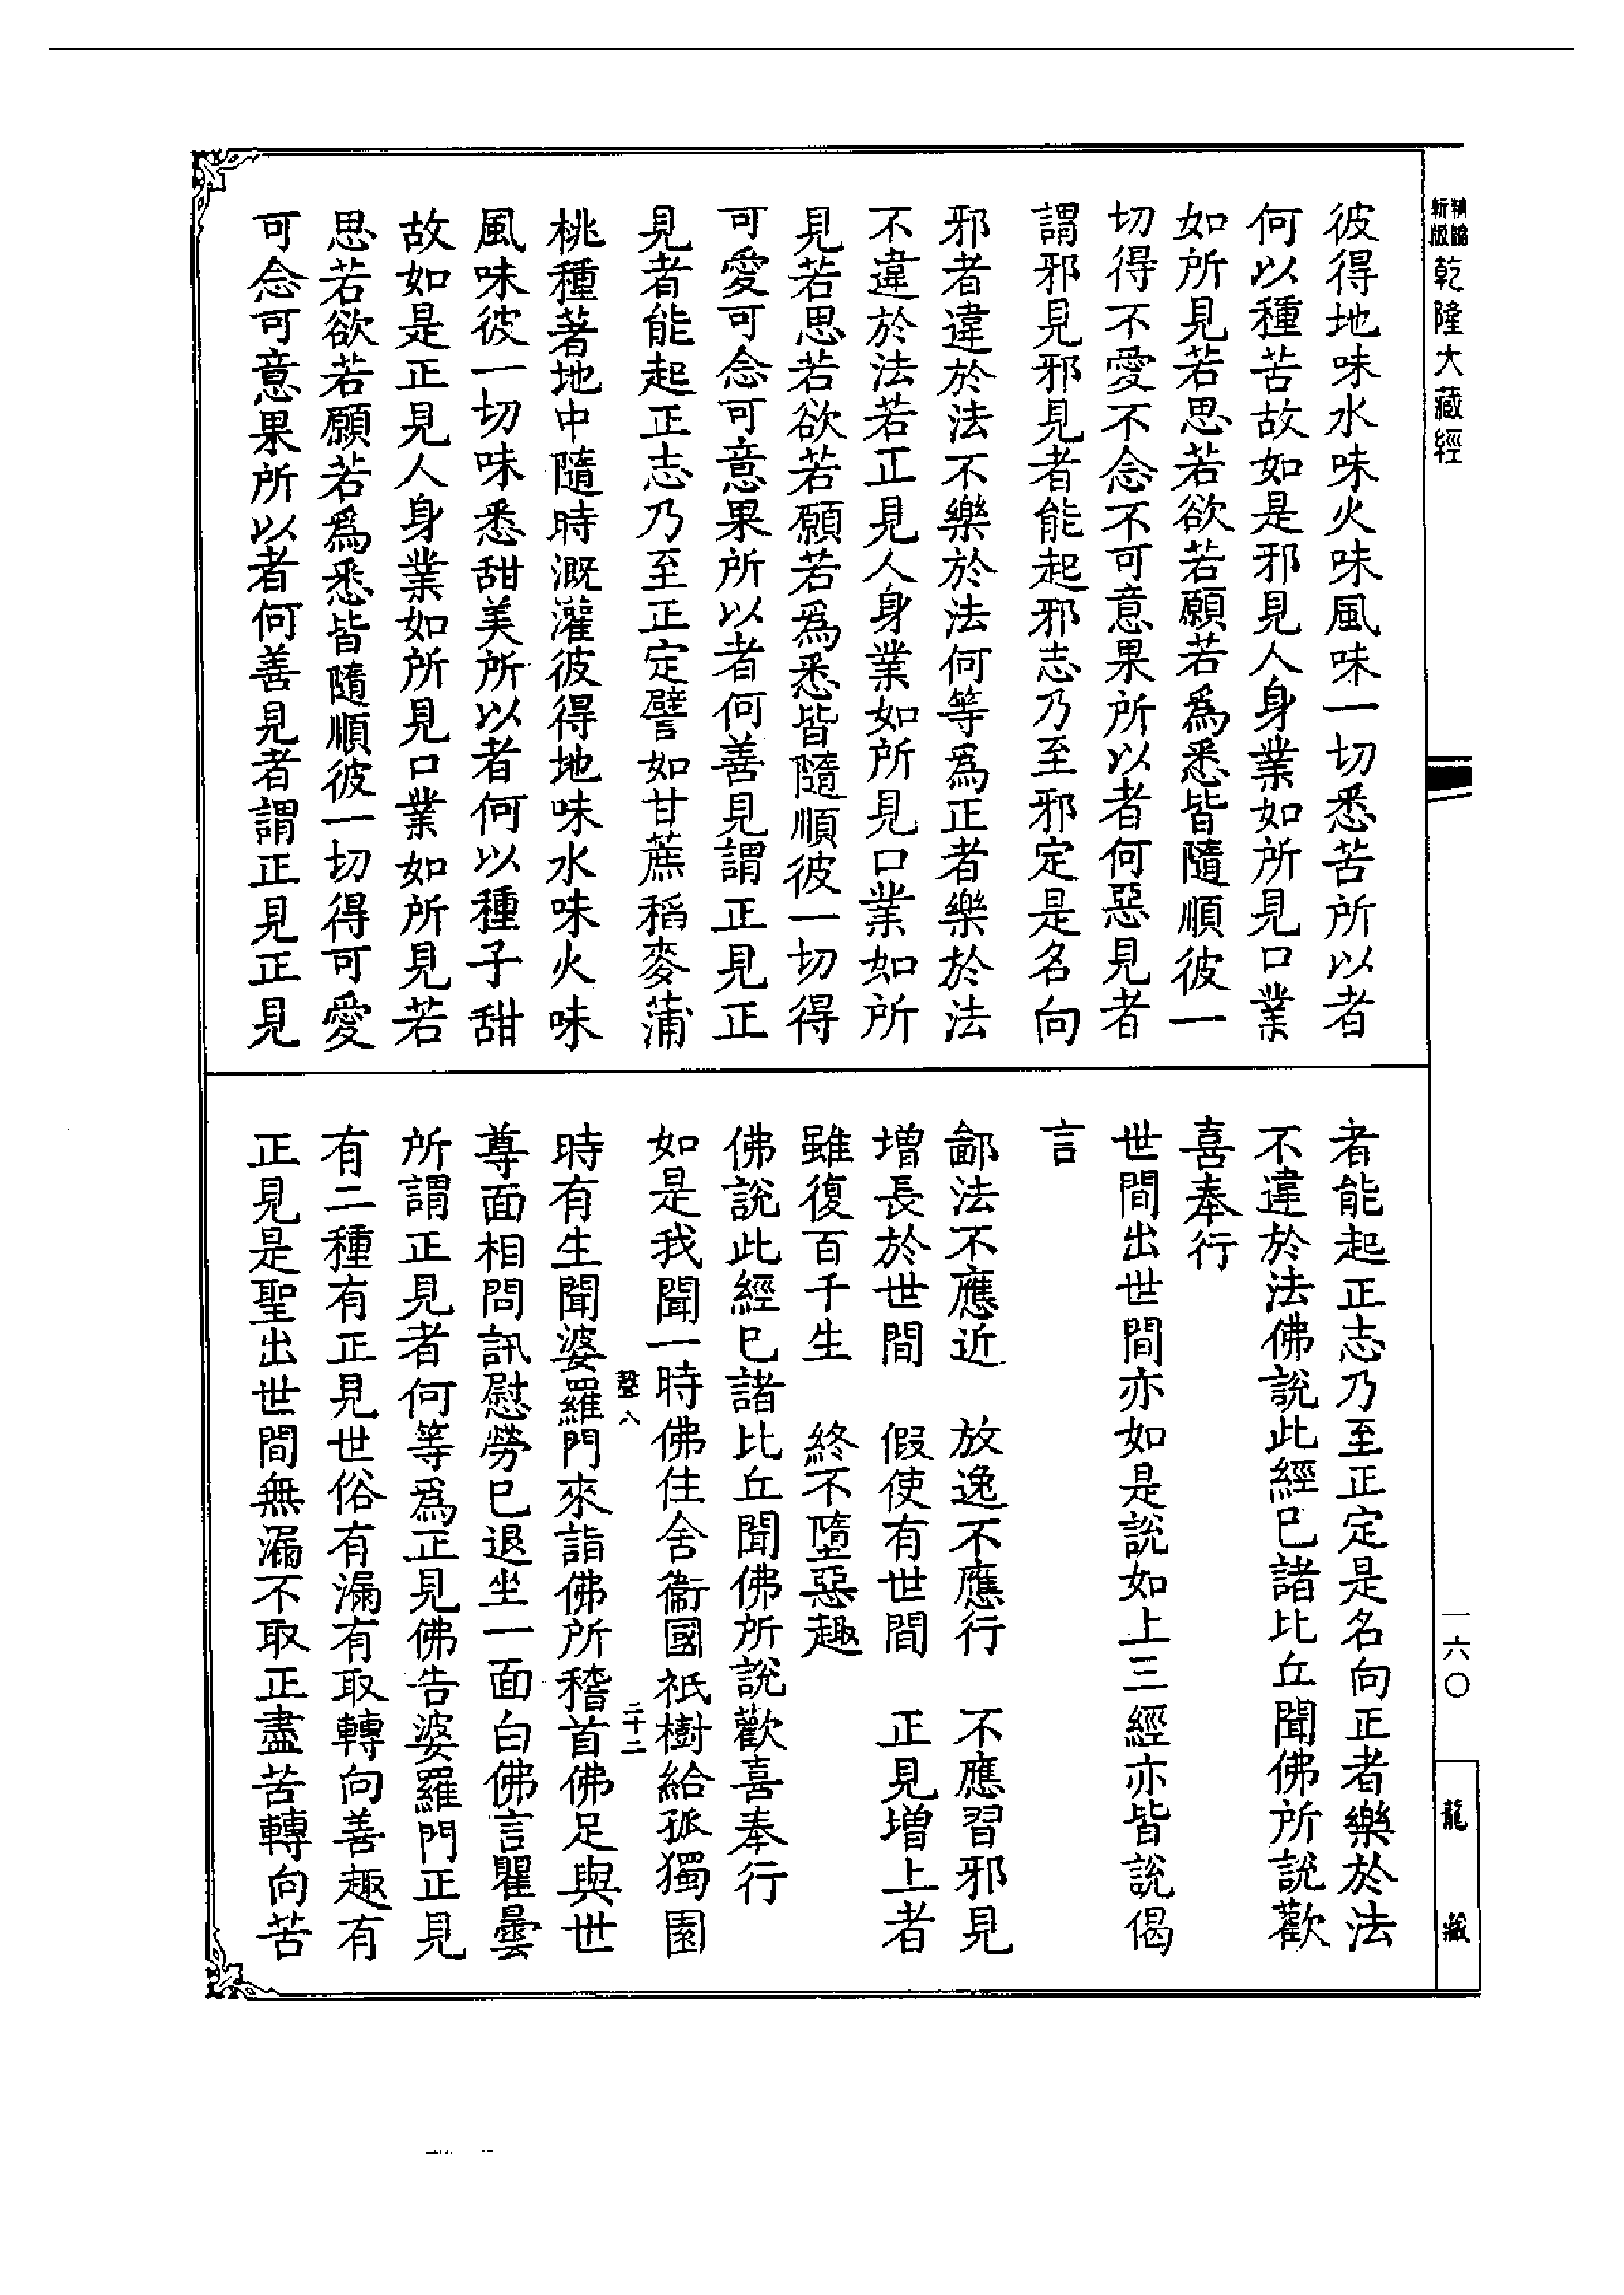 新版
精縮
乾隆大藏經
彼得地味水味火味風味一切悉苦所以者
何以種苦故如是邪見人身業如所見口業
如所見若思若欲若願若爲悉皆隨順彼一
切得不愛不念不可意果所以者何惡見者
謂邪見邪見者能起邪志乃至邪定是名向
邪者違於法不樂於法何等爲正者樂於法
不違於法若正見人身業如所見口業如所
見若思若欲若願若爲悉皆隨順彼一切得
可愛可念可意果所以者何善見謂正見正
見者能起正志乃至正定譬如甘蔗稻麥蒲
桃種著地中隨時溉灌彼得地味水味火味
風味彼一切味悉甜美所以者何以種子甜
故如是正見人身業如所見口業如所見若
思若欲若願若爲悉皆隨順彼一切得可愛
可念可意果所以者何善見者謂正見正見
者能起正志乃至正定是名向正者樂於法
不違於法佛說此經已諸比丘聞佛所說歡
喜奉行
世間出世間亦如是說如上三經亦皆說偈
言
鄙法不應近　放逸不應行　不應習邪見
增長於世間　假使有世間　正見增上者
雖復百千生　終不墮惡趣
佛說此經已諸比丘聞佛所說歡喜奉行
如是我聞一時佛住舍衞國祇樹給孤獨園
聲八　二十二
時有生聞婆羅門來詣佛所稽首佛足與世
尊面相問訊慰勞已退坐一面白佛言瞿曇
所謂正見者何等爲正見佛告婆羅門正見
有二種有正見世俗有漏有取轉向善趣有
正見是聖出世間無漏不取正盡苦轉向苦
一六〇
龍藏